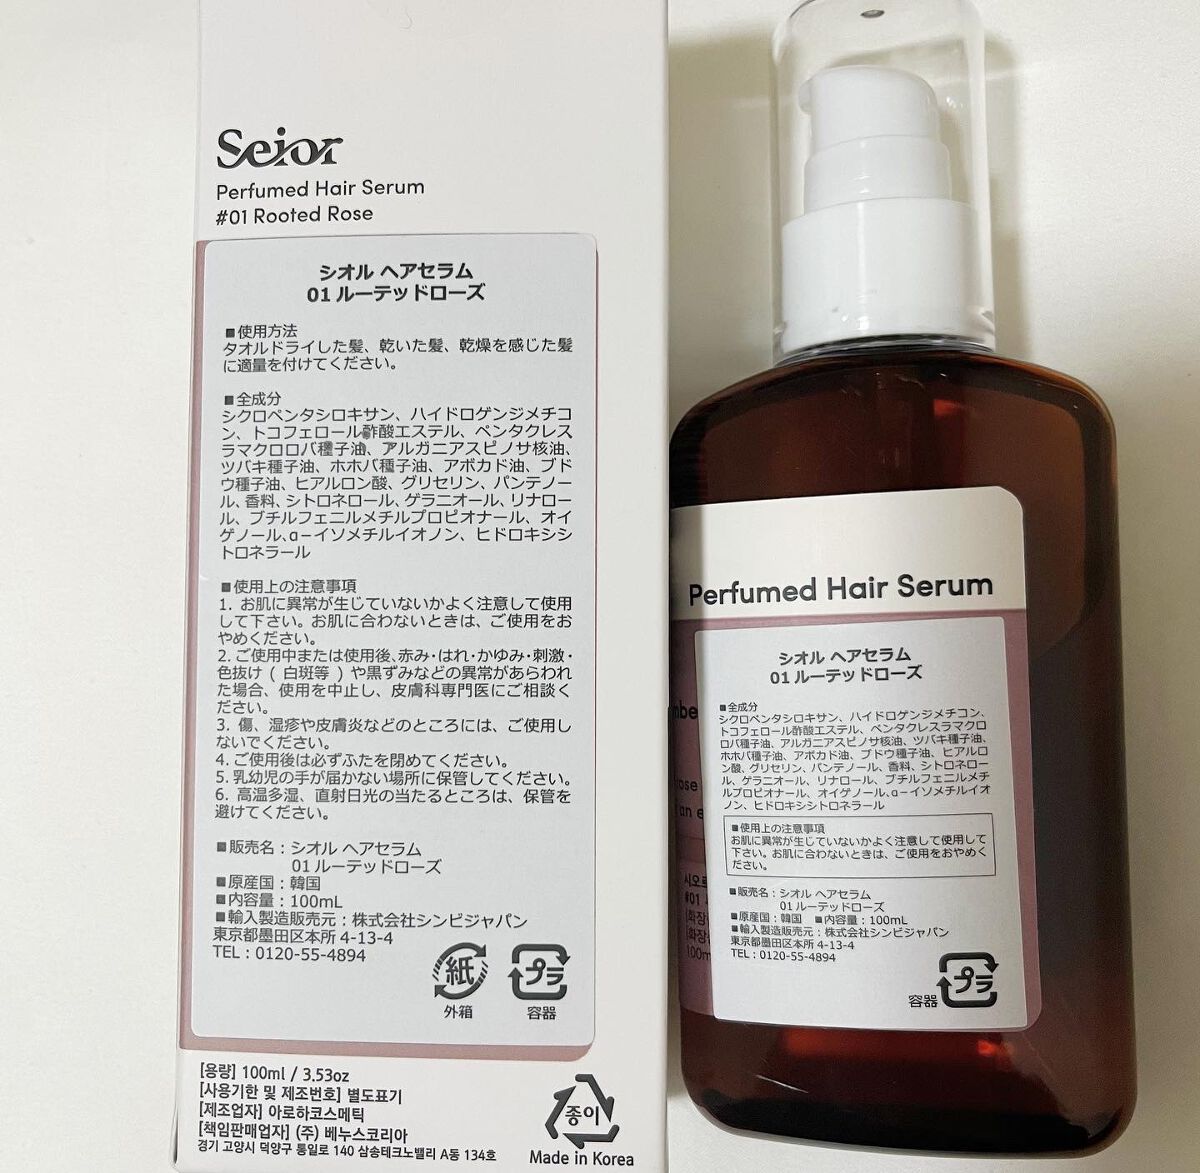 Seior
Perfumed Hair Serum
#01 Rooted Rose
シオル ヘアセラム
01 ルーテッドローズ
■使用方法
タオルドライした髪、乾いた髪、乾燥を感じた髪
に適量を付けてください。
■全成分
シクロペンタシロキサン、ハイドロゲンジメチコ
ン、トコフェロール酢酸エステル、ペンタクレス
ラマクロロバ種子油、アルガニアスピノサ核油、
ツバキ種子油、ホホバ種子油、アボカド油、ブド
ウ種子油、ヒアルロン酸、グリセリン、パンテノー
ル、香料、シトロネロール、ゲラニオール、リナロー
ル、ブチルフェニルメチルプロピオナール、オイ
ゲノール、α−イソメチルイオノン、ヒドロキシシ
トロネラール
■使用上の注意事項
1. お肌に異常が生じていないかよく注意して使用
して下さい。お肌に合わないときは、ご使用をお
やめください。
2. ご使用中または使用後、赤み・はれ・かゆみ・刺激・
色抜け ( 白斑等 ) や黒ずみなどの異常があらわれ
た場合、使用を中止し、皮膚科専門医にご相談く
ださい。
3. 傷、湿疹や皮膚炎などのところには、ご使用し
ないでください。
4. ご使用後は必ずふたを閉めてください。
5. 乳幼児の手が届かない場所に保管してください。
6. 高温多湿、直射日光の当たるところは、保管を
避けてください。
■販売名：シオル ヘアセラム
01 ルーテッドローズ
■原産国：韓国
■内容量：100mL
■輸入製造販売元：株式会社シンビジャパン
東京都墨田区本所 4-13-4
TEL：0120-55-4894
紙
外箱
プラ
容器
[용량] 100ml / 3.53oz
[사용기한 및 제조번호] 별도표기
[제조업자] 아로하코스메틱
[책임판매업자] (주) 베누스코리아
경기 고양시 덕양구 통일로 140 삼송테크노밸리 A동 134호
종이
Made in Korea
Perfumed Hair Serum
シオル ヘアセラム
01 ルーテッドローズ
■全成分
シクロペンタシロキサン、ハイドロゲンジメチコン、
トコフェロール酢酸エステル、ペンタクレスラマクロ
ロバ種子油、アルガニアスピノサ核油、ツバキ種子油、
ホホバ種子油、アボカド油、ブドウ種子油、ヒアルロ
ン酸、グリセリン、パンテノール、香料、シトロネロー
ル、ゲラニオール、リナロール、ブチルフェニルメチ
ルプロピオナール、オイゲノール、α−イソメチルイオ
ノン、ヒドロキシシトロネラール
■使用上の注意事項
お肌に異常が生じていないかよく注意して使用して
下さい。お肌に合わないときは、ご使用をおやめく
ださい。
■販売名：シオル ヘアセラム
01 ルーテッドローズ
■原産国：韓国 ■内容量：100mL
■輸入製造販売元：株式会社シンビジャパン
東京都墨田区本所 4-13-4
TEL：0120-55-4894
容器
プラ
rose
an e
시오르
#01
[화장
[화장
100m